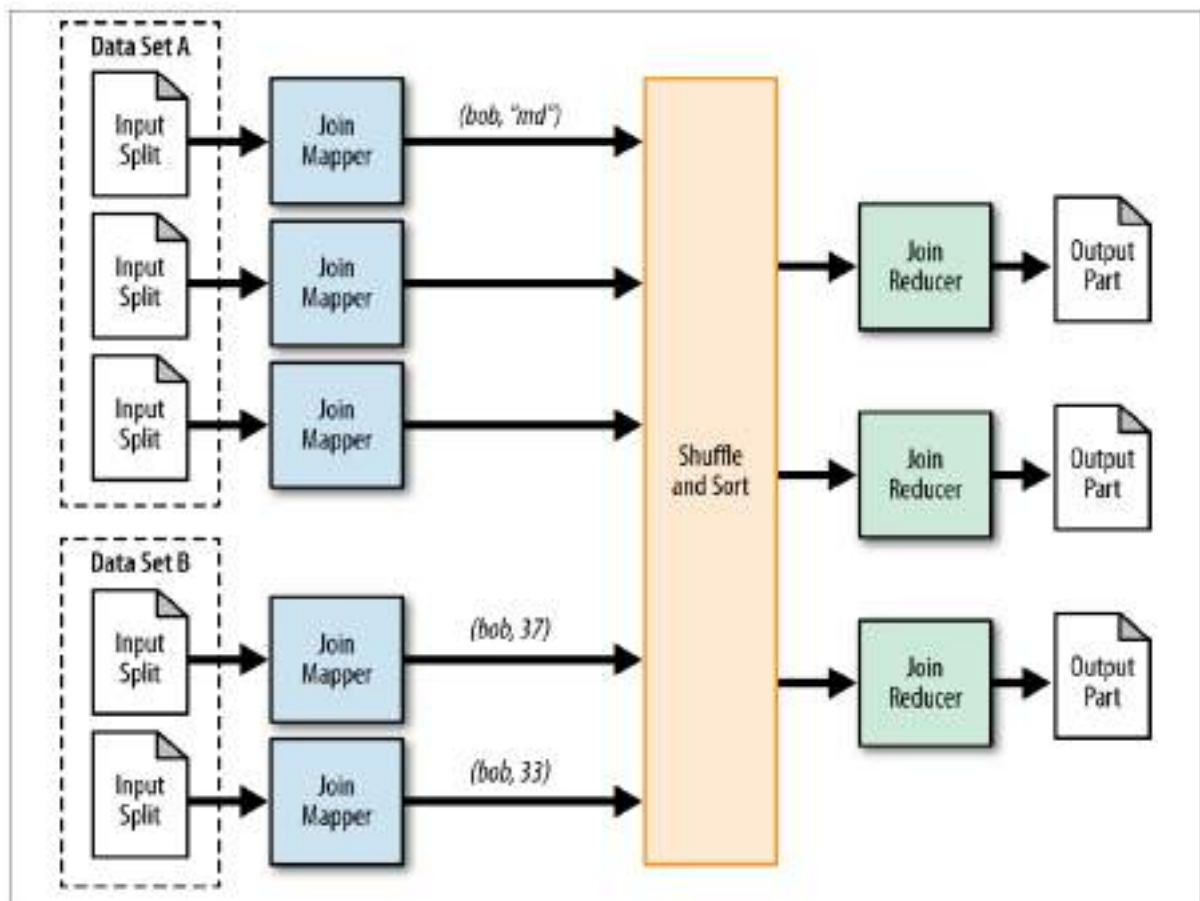 Data Set A
Input
Split
Join
Mapper
(bob, "md")
Input
Split
Join
Mapper
Input
Split
Join
Mapper
Data Set B
Input
Split
Join
Mapper
(bob, 37)
Input
Split
Join
Mapper
(bob, 33)
Shuffle
and Sort
Join
Reducer
Output
Part
Join
Reducer
Output
Part
Join
Reducer
Output
Part